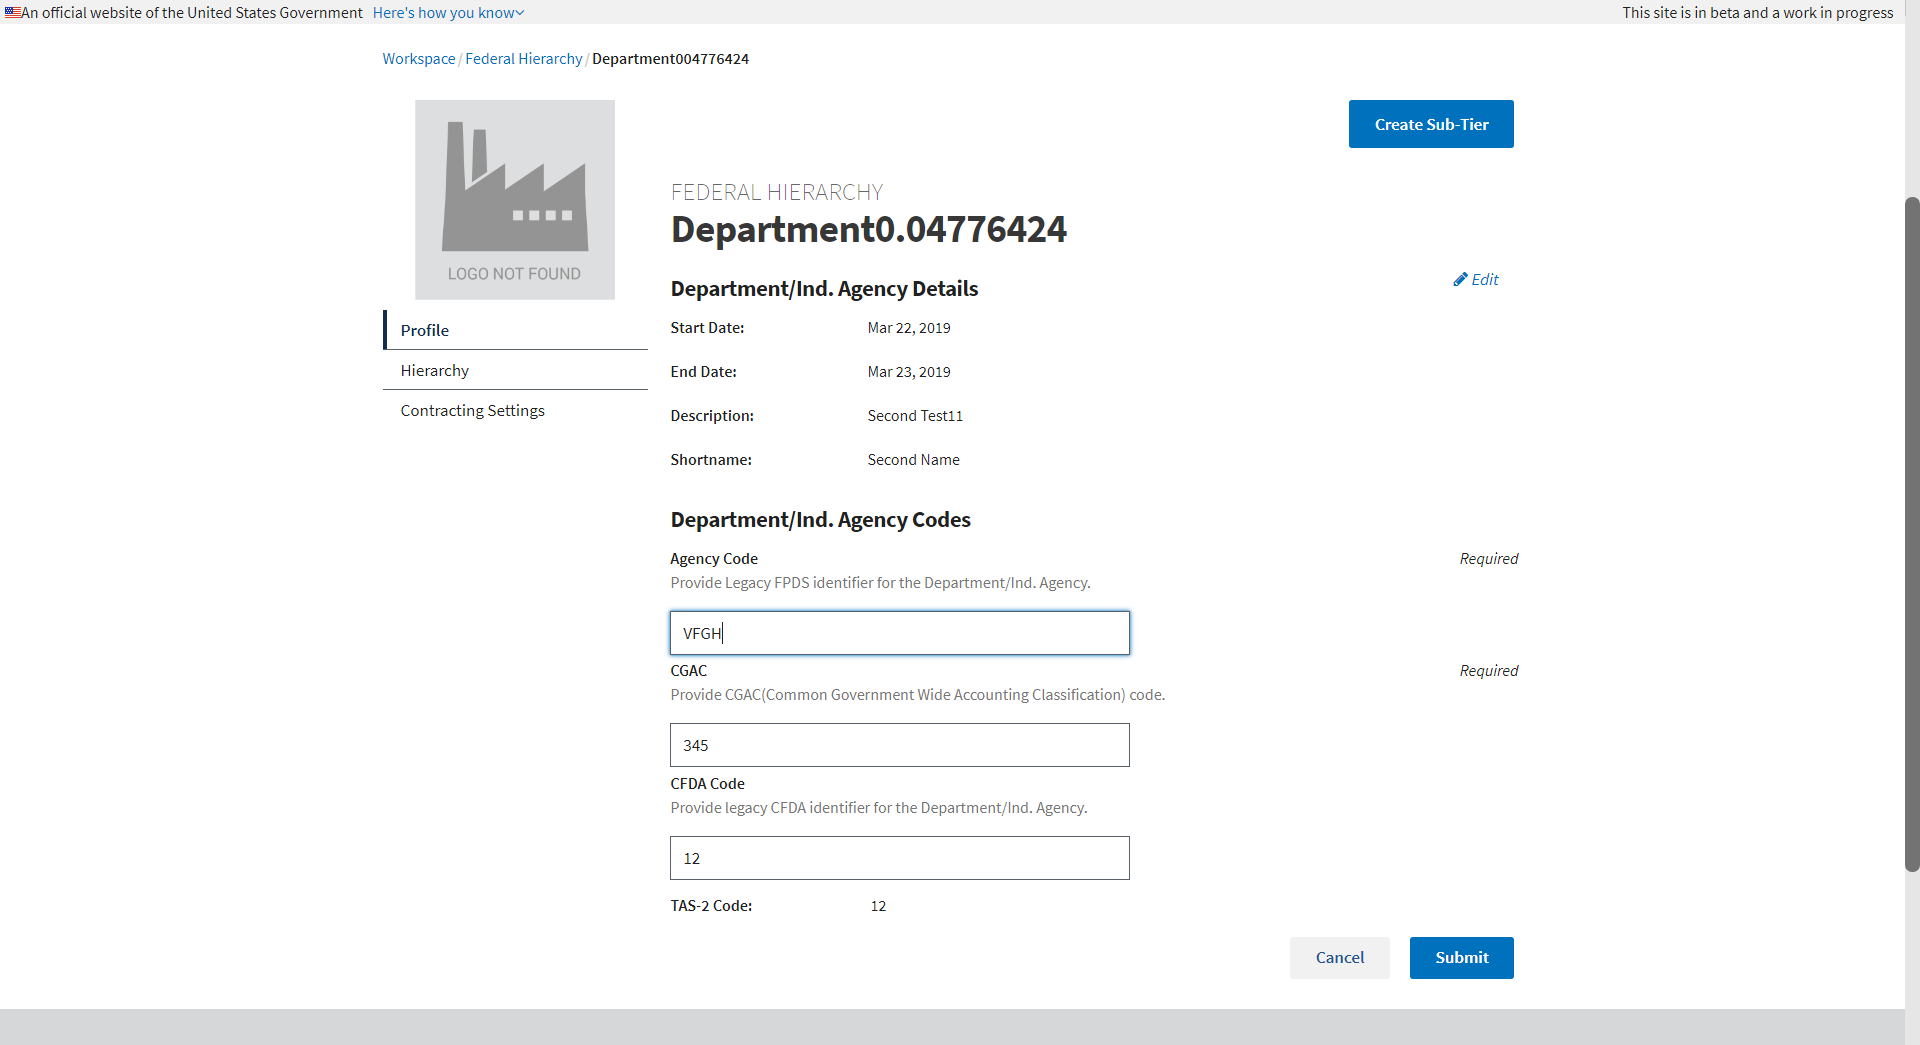 An official website of the United States Government Here's how you know
This site is in beta and a work in progress
Workspace / Federal Hierarchy / Department004776424
LOGO NOT FOUND
Create Sub-Tier
Profile
Hierarchy
Contracting Settings
FEDERAL HIERARCHY
Department0.04776424
Department/Ind. Agency Details
Edit
Start Date: Mar 22, 2019
End Date: Mar 23, 2019
Description: Second Test11
Shortname: Second Name
Department/Ind. Agency Codes
Agency Code Required
Provide Legacy FPDS identifier for the Department/Ind. Agency.
VFGH
CGAC Required
Provide CGAC(Common Government Wide Accounting Classification) code.
345
CFDA Code
Provide legacy CFDA identifier for the Department/Ind. Agency.
12
TAS-2 Code: 12
Cancel Submit